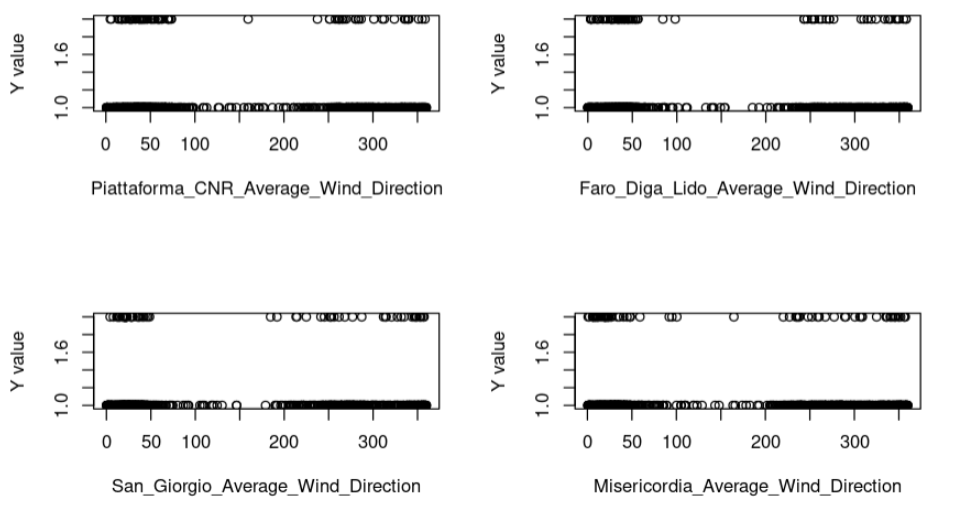 Y value
1.0 1.6
0 50 100 200 300
Piattaforma_CNR_Average_Wind_Direction
Y value
1.0 1.6
0 50 100 200 300
Faro_Diga_Lido_Average_Wind_Direction
Y value
1.0 1.6
0 50 100 200 300
San_Giorgio_Average_Wind_Direction
Y value
1.0 1.6
0 50 100 200 300
Misericordia_Average_Wind_Direction